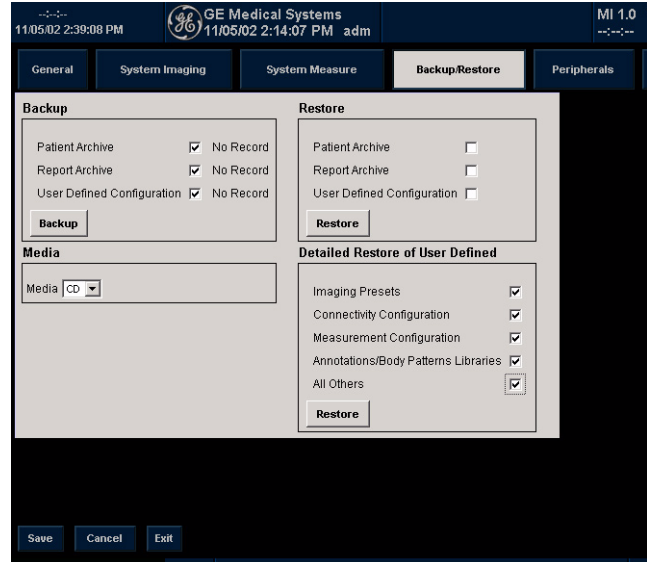 --:--:--
11/05/02 2:39:08 PM
GE Medical Systems
11/05/02 2:14:07 PM adm
MI 1.0
--:--:--
General
System Imaging
System Measure
Backup/Restore
Peripherals
Backup
Patient Archive No Record
Report Archive No Record
User Defined Configuration No Record
Backup
Media
Media CD
Restore
Patient Archive
Report Archive
User Defined Configuration
Restore
Detailed Restore of User Defined
Imaging Presets
Connectivity Configuration
Measurement Configuration
Annotations/Body Patterns Libraries
All Others
Restore
Save
Cancel
Exit